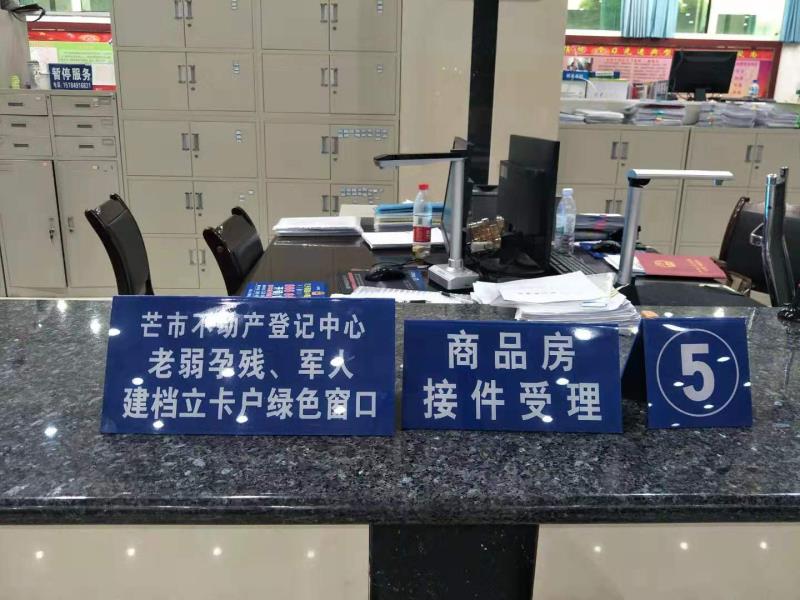 暂停服务
芒市不动产登记中心
老弱孕残、军人
建档立卡户绿色窗口
商品房
接件受理
5